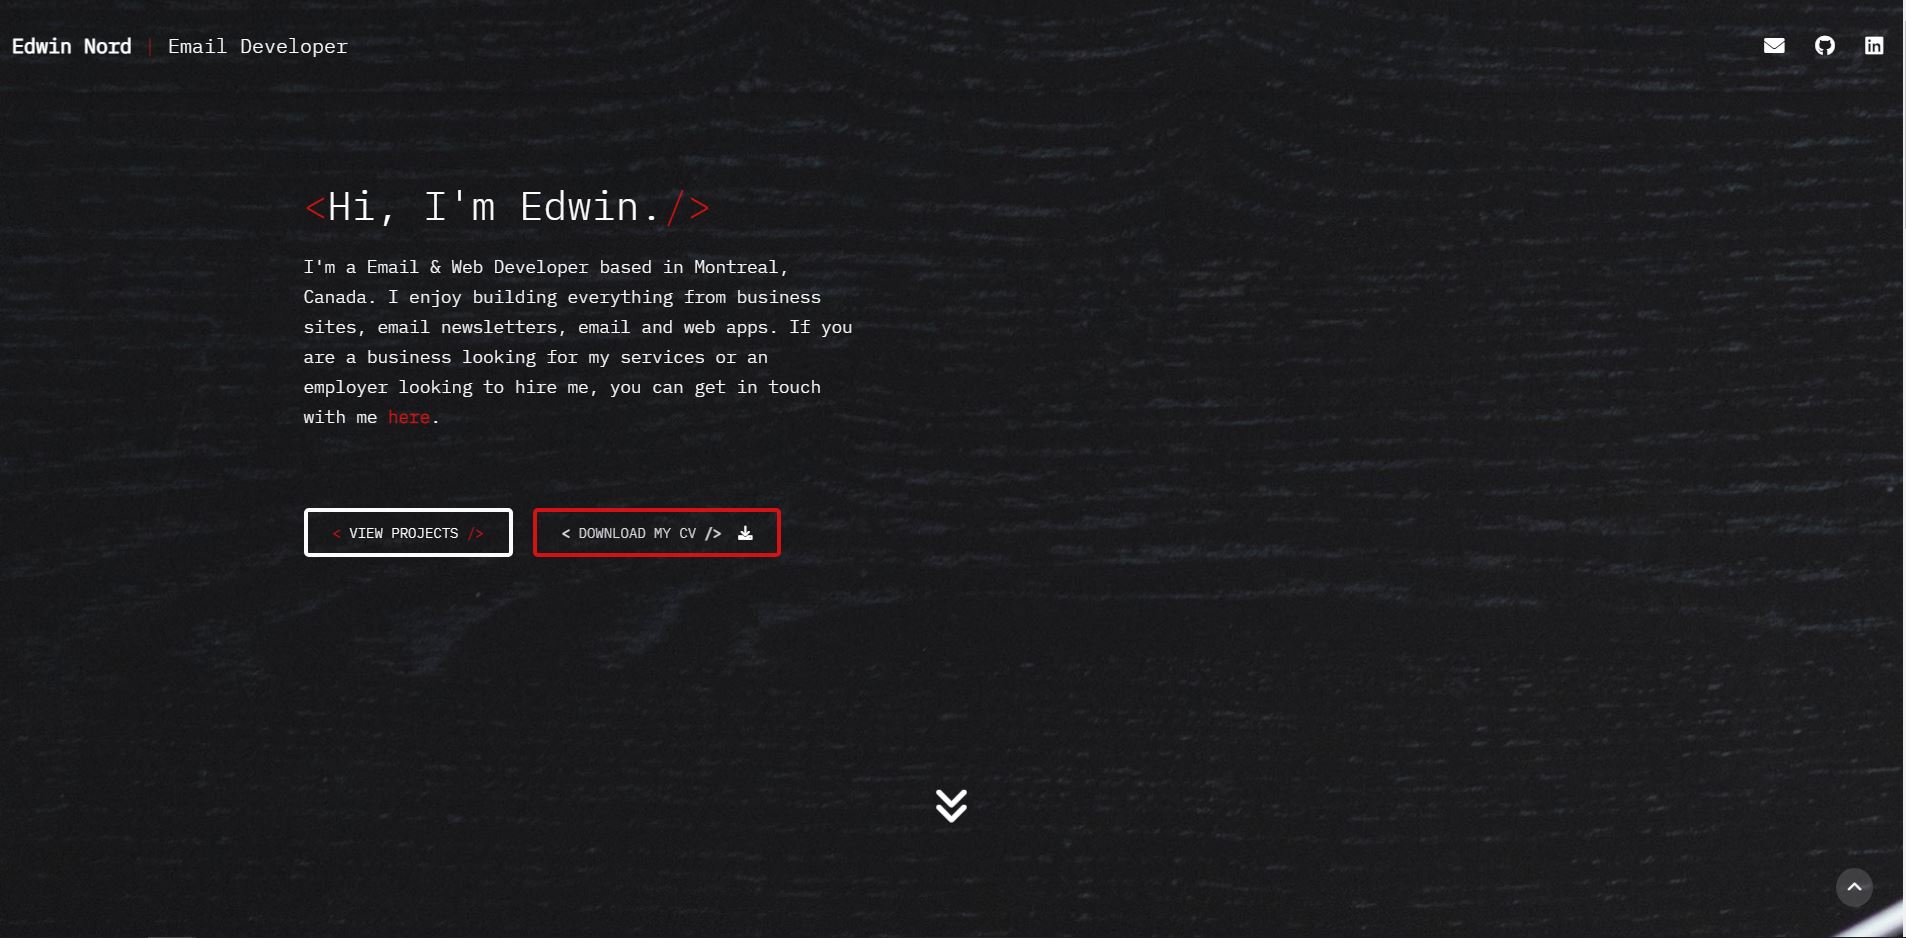 Edwin Nord | Email Developer
<Hi, I'm Edwin./>
I'm a Email & Web Developer based in Montreal,
Canada. I enjoy building everything from business
sites, email newsletters, email and web apps. If you
are a business looking for my services or an
employer looking to hire me, you can get in touch
with me here.
< VIEW PROJECTS />
< DOWNLOAD MY CV />